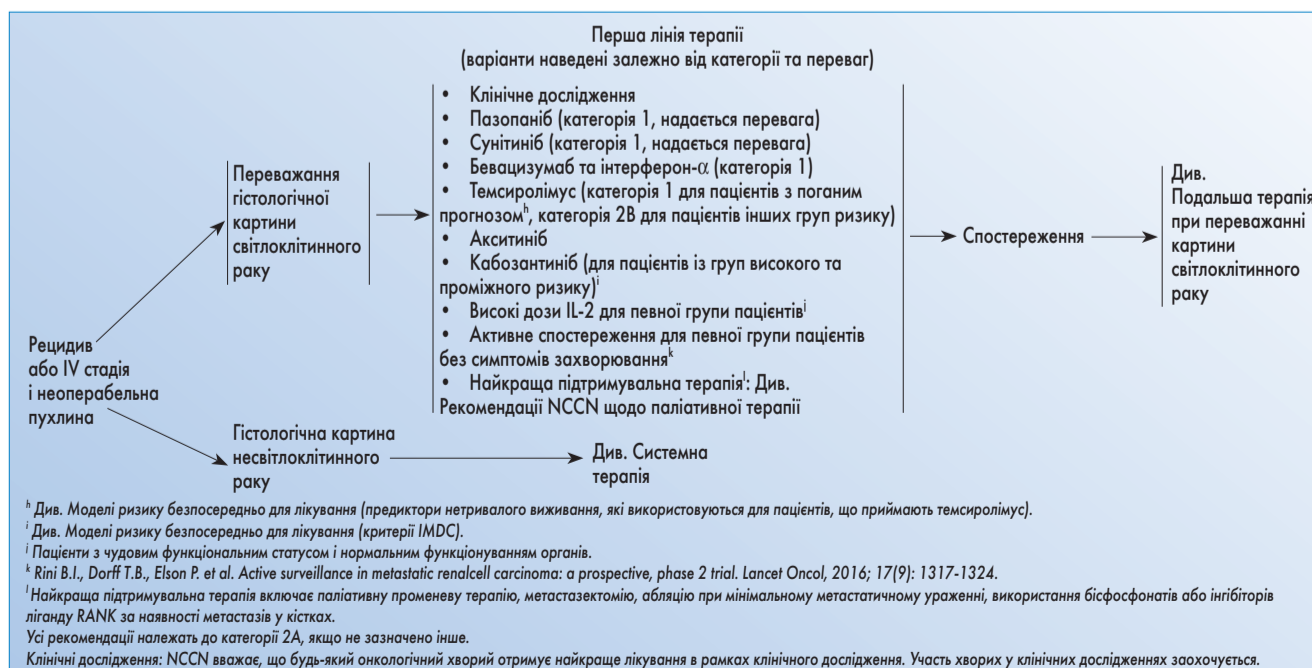 Перша лінія терапії
(варіанти наведені залежно від категорії та переваг)
• Клінічне дослідження
• Пазопаніб (категорія 1, надається перевага)
• Сунітиніб (категорія 1, надається перевага)
• Бевацизумаб та інтерферон-α (категорія 1)
• Темсиролімус (категорія 1 для пацієнтів з поганим
прогнозом^h, категорія 2В для пацієнтів інших груп ризику)
• Акситиніб
• Кабозантиніб (для пацієнтів із груп високого та
проміжного ризику)^i
• Високі дози IL-2 для певної групи пацієнтів^j
• Активне спостереження для певної групи пацієнтів
без симптомів захворювання^k
• Найкраща підтримувальна терапія^l: Див.
Рекомендації NCCN щодо паліативної терапії
Переважання
гістологічної
картини
світлоклітинного
раку
Спостереження
Див.
Подальша терапія
при переважанні
картини
світлоклітинного
раку
Рецидив
або IV стадія
і неоперабельна
пухлина
Гістологічна картина
несвітлоклітинного
раку
Див. Системна
терапія
^h Див. Моделі ризику безпосередньо для лікування (предиктори нетривалого виживання, які використовуються для пацієнтів, що приймають темсиролімус).
^i Див. Моделі ризику безпосередньо для лікування (критерії IMDC).
^j Пацієнти з чудовим функціональним статусом і нормальним функціонуванням органів.
^k Rini B.I., Dorff T.B., Elson P. et al. Active surveillance in metastatic renalcell carcinoma: a prospective, phase 2 trial. Lancet Oncol, 2016; 17(9): 1317-1324.
^l Найкраща підтримувальна терапія включає паліативну променеву терапію, метастазектомію, абляцію при мінімальному метастатичному ураженні, використання бісфосфонатів або інгібіторів
ліганду RANK за наявності метастазів у кістках.
Усі рекомендації належать до категорії 2А, якщо не зазначено інше.
Клінічні дослідження: NCCN вважає, що будь-який онкологічний хворий отримує найкраще лікування в рамках клінічного дослідження. Участь хворих у клінічних дослідженнях заохочується.